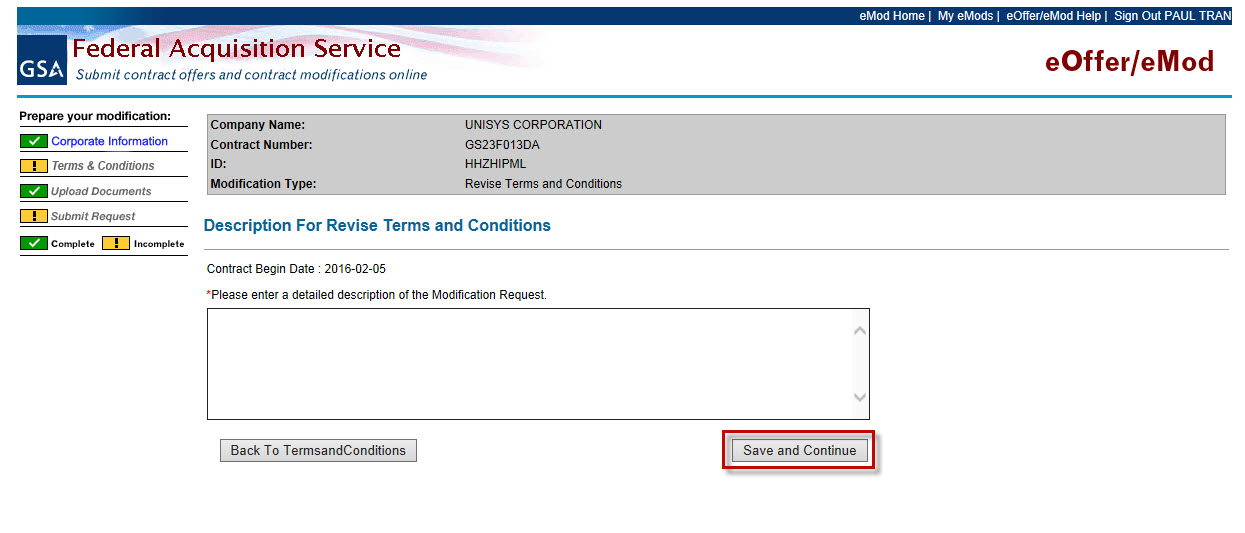 eMod Home | My eMods | eOffer/eMod Help | Sign Out PAUL TRAN
GSA
Federal Acquisition Service
Submit contract offers and contract modifications online
eOffer/eMod
Prepare your modification:
Corporate Information
! Terms & Conditions
Upload Documents
! Submit Request
Complete ! Incomplete
Company Name: UNISYS CORPORATION
Contract Number: GS23F013DA
ID: HHZHIPML
Modification Type: Revise Terms and Conditions
Description For Revise Terms and Conditions
Contract Begin Date : 2016-02-05
*Please enter a detailed description of the Modification Request.
Back To TermsandConditions
Save and Continue